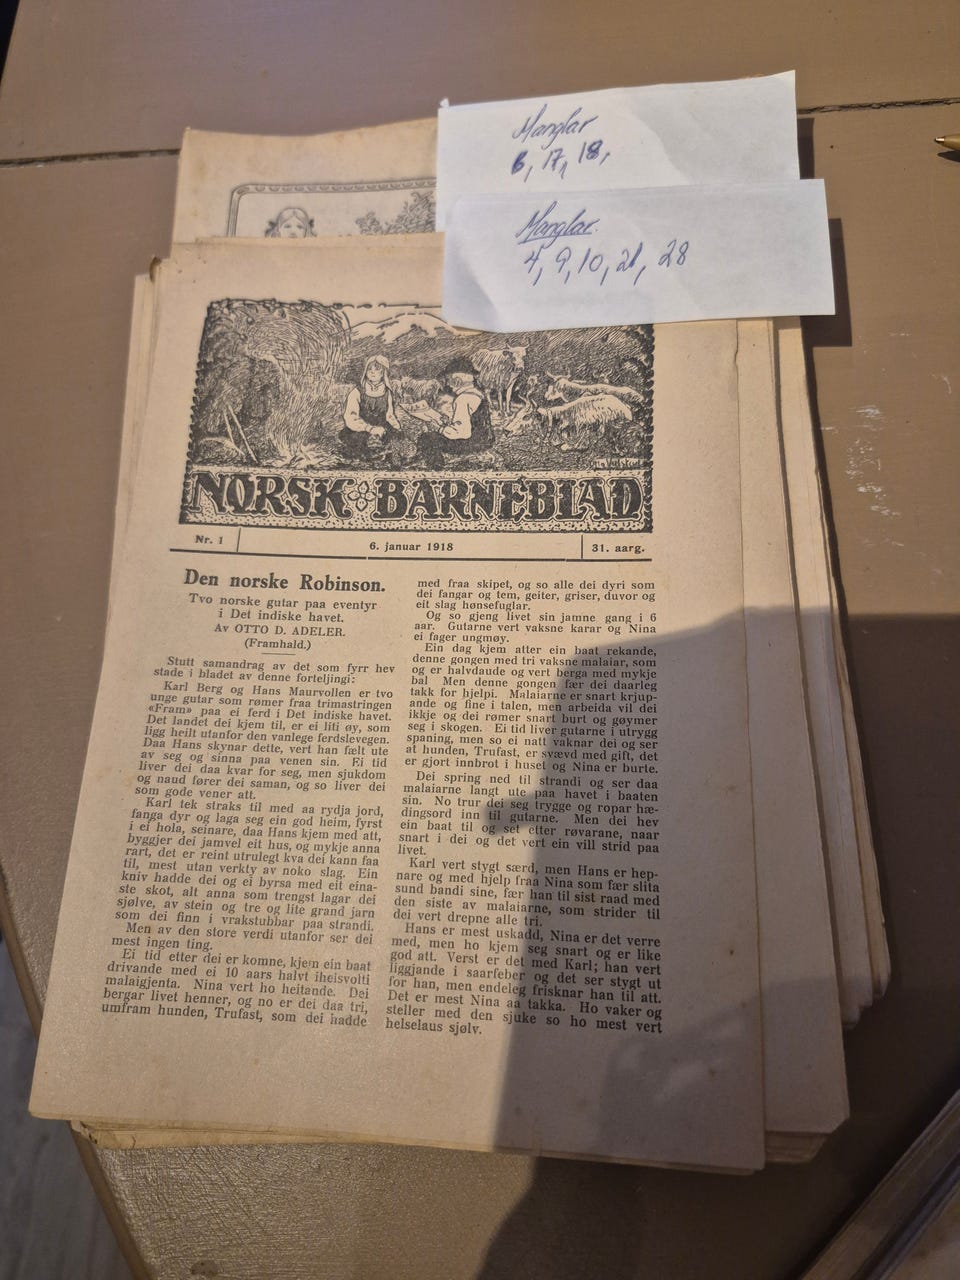 Manglar
6, 17, 18,
Manglar.
4, 9, 10, 21, 28
NORSK BARNEBLAD
Nr. 1
6. januar 1918
31. aarg.
Den norske Robinson.
Tvo norske gutar paa eventyr
i Det indiske havet.
Av OTTO D. ADELER.
(Framhald.)
Stutt samandrag av det som fyrr hev
stade i bladet av denne forteljingi:
Karl Berg og Hans Maurvollen er tvo
unge gutar som rømer fraa trimastringen
«Fram» paa ei ferd i Det indiske havet.
Det landet dei kjem til, er ei liti øy, som
ligg heilt utanfor den vanlege ferdslevegen.
Daa Hans skynar dette, vert han fælt ute
av seg og sinna paa venen sin. Ei tid
liver dei daa kvar for seg, men sjukdom
og naud fører dei saman, og so liver dei
som gode vener att.
Karl tek straks til med aa rydja jord,
fanga dyr og laga seg ein god heim, fyrst
i ei hola, seinare, daa Hans kjem med att,
byggjer dei jamvel eit hus, og mykje anna
rart, det er reint utrulegt kva dei kann faa
til, mest utan verkty av noko slag. Ein
kniv hadde dei og ei byrsa med eit eina-
ste skot, alt anna som trengst lagar dei
sjølve, av stein og tre og lite grand jarn
som dei finn i vrakstubbar paa strandi.
Men av den store verdi utanfor ser dei
mest ingen ting.
Ei tid etter dei er komne, kjem ein baat
drivande med ei 10 aars halvt iheisvolti
malaigjenta. Nina vert ho heitande. Dei
bergar livet henner, og no er dei daa tri,
umfram hunden, Trufast, som dei hadde
med fraa skipet, og so alle dei dyri som
dei fangar og tem, geiter, griser, duvor og
eit slag hønsefuglar.
Og so gjeng livet sin jamne gang i 6
aar. Gutarne vert vaksne karar og Nina
ei fager ungmøy.
Ein dag kjem atter ein baat rekande,
denne gongen med tri vaksne malaiar, som
og er halvdaude og vert berga med mykje
bal Men denne gongen fær dei daarleg
takk for hjelpi. Malaiarne er snart krjup-
ande og fine i talen, men arbeida vil dei
ikkje og dei rømer snart burt og gøymer
seg i skogen. Ei tid liver gutarne i utrygg
spaning, men so ei natt vaknar dei og ser
at hunden, Trufast, er svævd med gift, det
er gjort innbrot i huset og Nina er burte.
Dei spring ned til strandi og ser daa
malaiarne langt ute paa havet i baaten
sin. No trur dei seg trygge og ropar hæ-
dingsord inn til gutarne. Men dei hev
ein baat til og set etter røvarane, naar
snart i dei og det vert ein vill strid paa
livet.
Karl vert stygt særd, men Hans er hep-
nare og med hjelp fraa Nina som fær slita
sund bandi sine, fær han til sist raad med
den siste av malaiarne, som strider til
dei vert drepne alle tri.
Hans er mest uskadd, Nina er det verre
med, men ho kjem seg snart og er like
god att. Verst er det med Karl; han vert
liggjande i saarfeber og det ser stygt ut
for han, men endeleg frisknar han til att.
Det er mest Nina aa takka. Ho vaker og
steller med den sjuke so ho mest vert
helselaus sjølv.